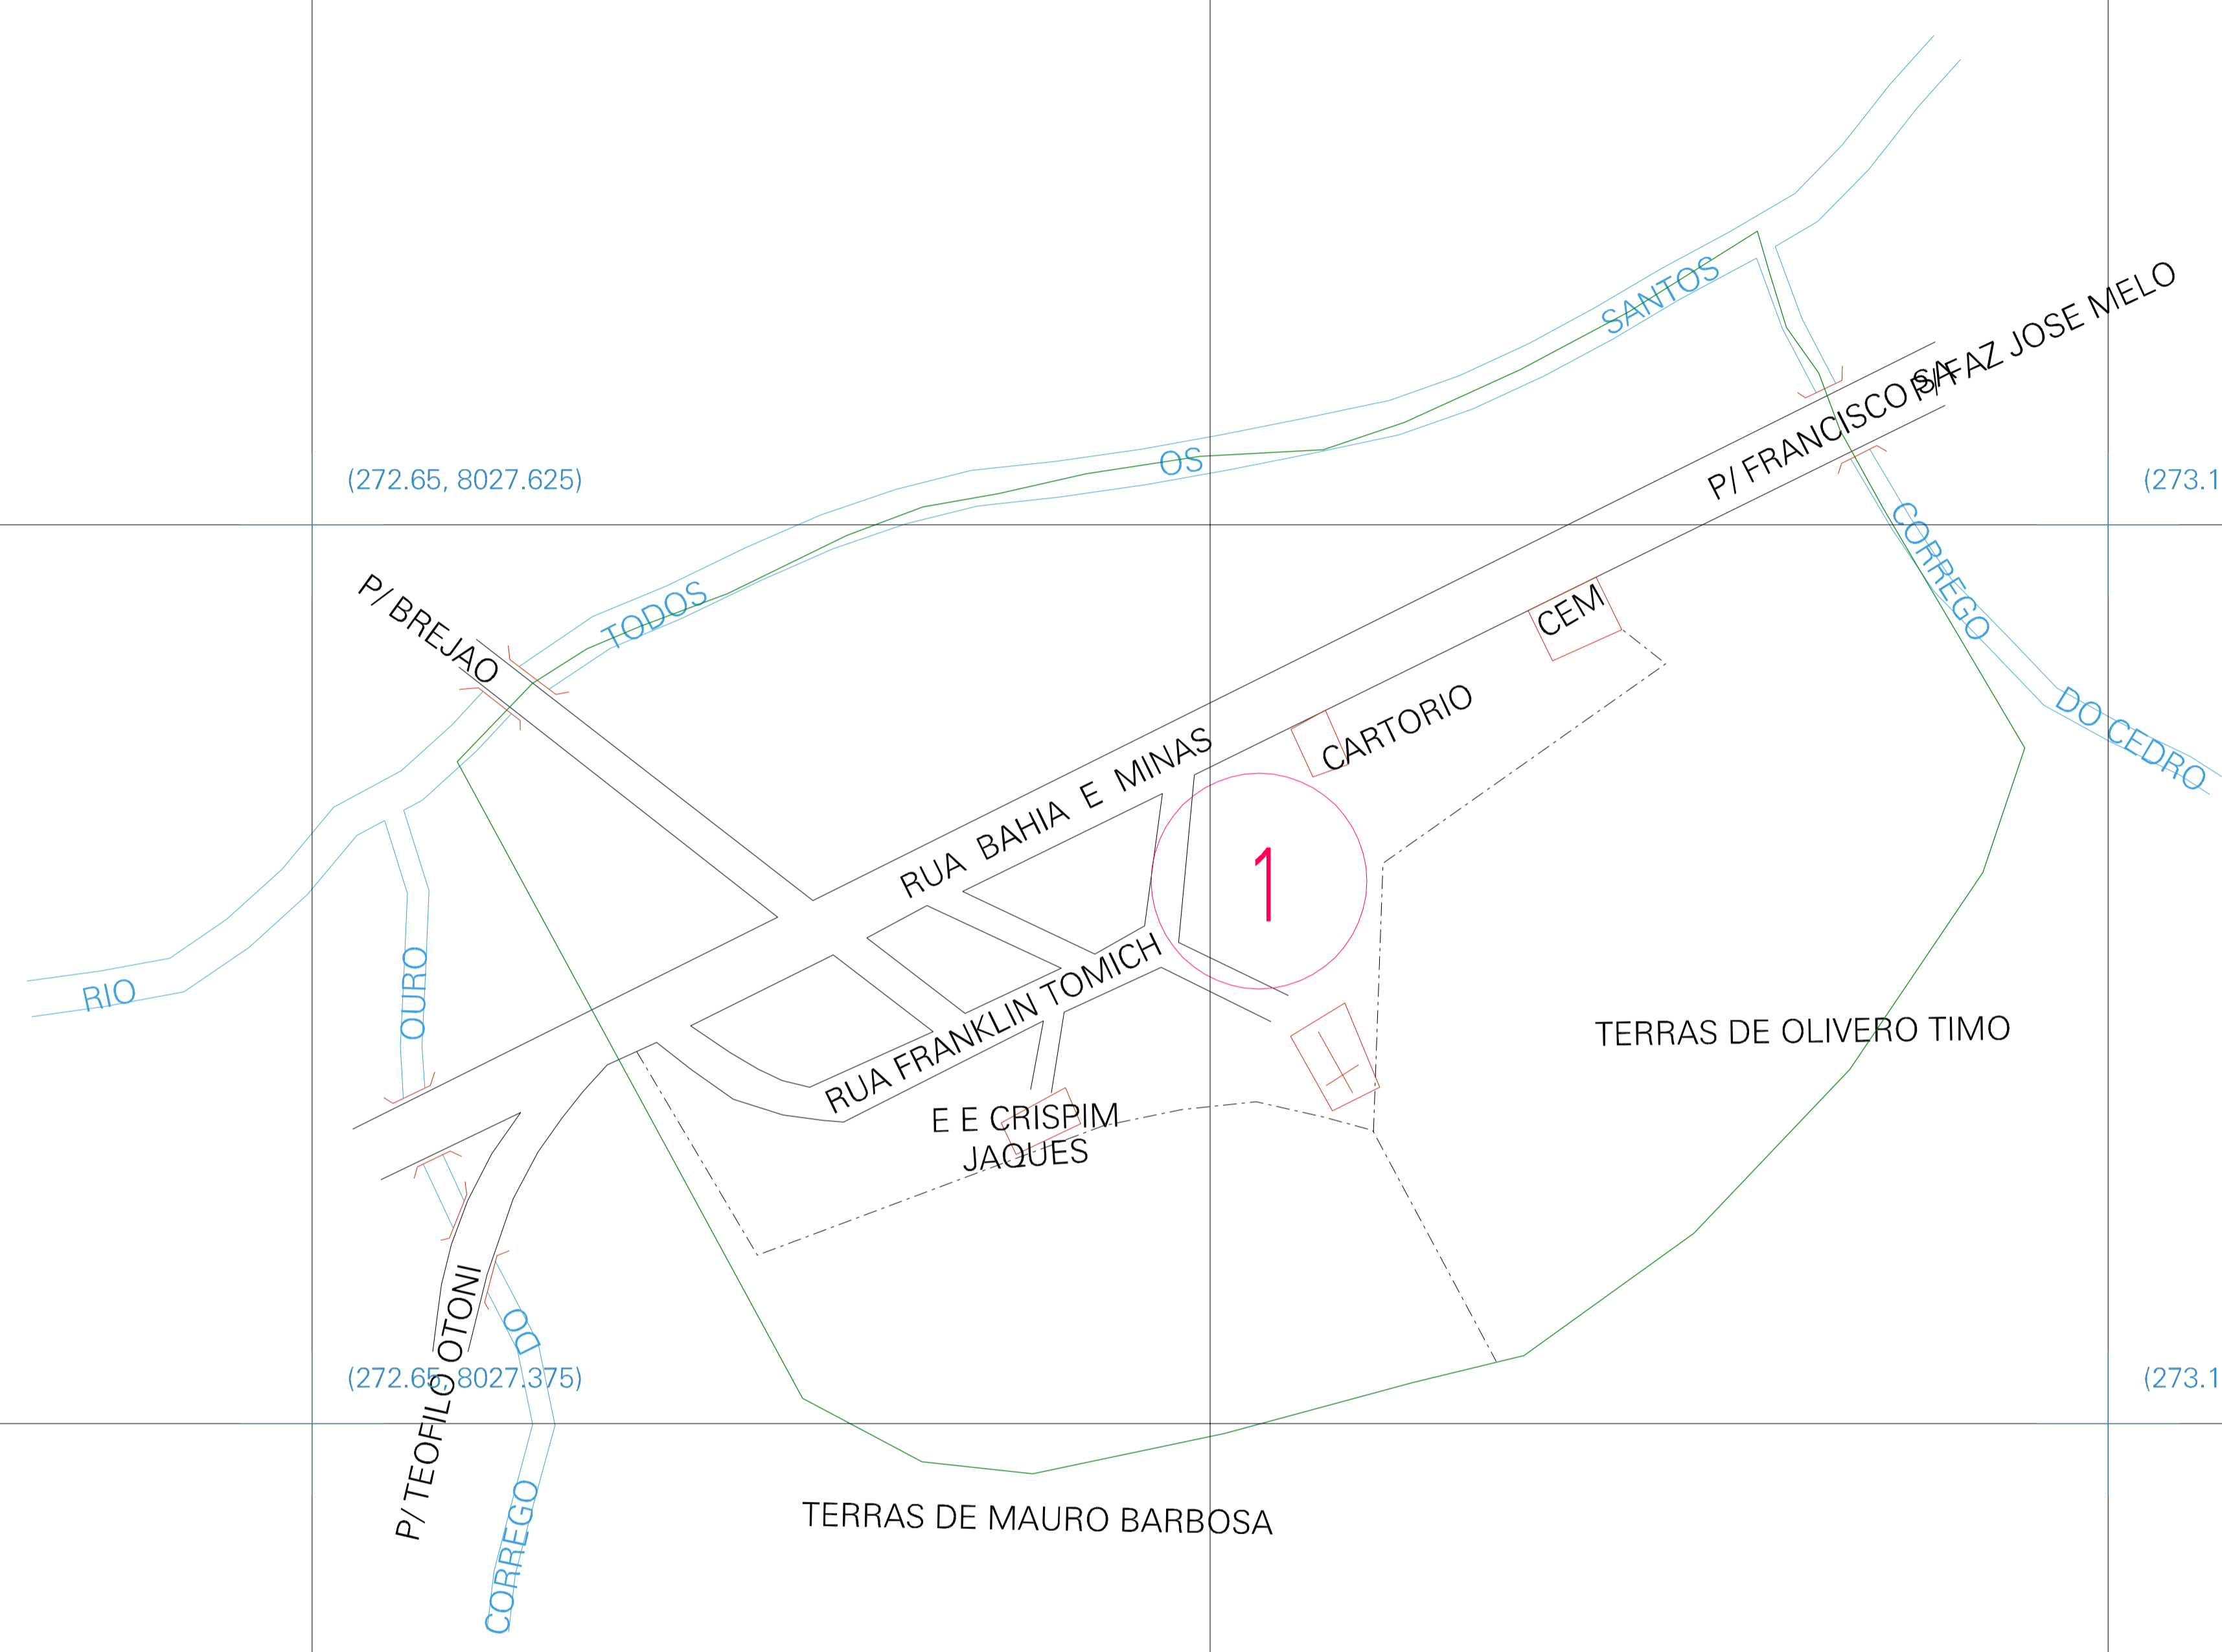 SANTOS
P/ FAZ JOSE MELO
P/ FRANCISCO SA
OS
(272.65, 8027.625)
(273.1
TODOS
P/ BREJAO
CORREGO
DO CEDRO
CEM
CARTORIO
RUA BAHIA E MINAS
1
RIO
OURO
RUA FRANKLIN TOMICH
TERRAS DE OLIVERO TIMO
E E CRISPIM
JAQUES
DO
(272.65, 8027.375)
(273.1
P/ TEOFILO OTONI
CORREGO
TERRAS DE MAURO BARBOSA